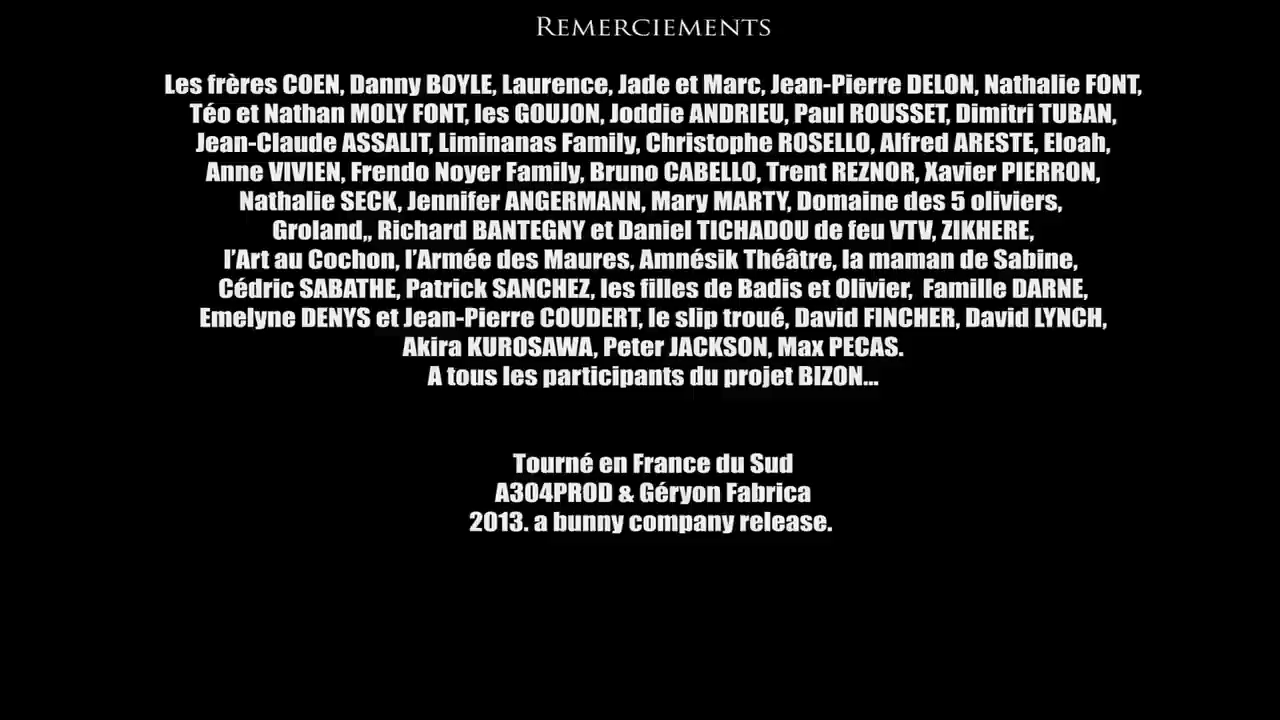 Remerciements
Les frères COEN, Danny BOYLE, Laurence, Jade et Marc, Jean-Pierre DELON, Nathalie FONT,
Téo et Nathan MOLY FONT, les GOUJON, Joddie ANDRIEU, Paul ROUSSET, Dimitri TUBAN,
Jean-Claude ASSALIT, Liminanas Family, Christophe ROSELLO, Alfred ARESTE, Eloah,
Anne VIVIEN, Frendo Noyer Family, Bruno CABELLO, Trent REZNOR, Xavier PIERRON,
Nathalie SECK, Jennifer ANGERMANN, Mary MARTY, Domaine des 5 oliviers,
Groland,, Richard BANTEGNY et Daniel TICHADOU de feu VTV, ZIKHERE,
l’Art au Cochon, l’Armée des Maures, Amnésik Théâtre, la maman de Sabine,
Cédric SABATHE, Patrick SANCHEZ, les filles de Badis et Olivier,  Famille DARNE,
Emelyne DENYS et Jean-Pierre COUDERT, le slip troué, David FINCHER, David LYNCH,
Akira KUROSAWA, Peter JACKSON, Max PECAS.
A tous les participants du projet BIZON...
Tourné en France du Sud
A304PROD & Géryon Fabrica
2013. a bunny company release.